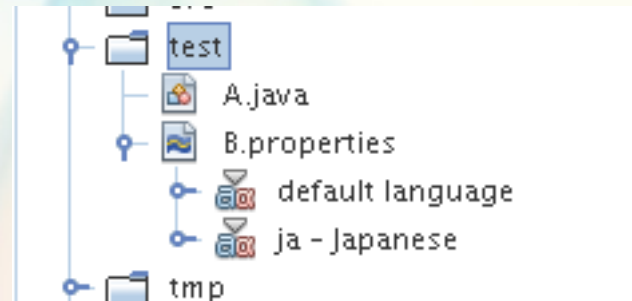 test
A.java
B.properties
default language
ja - Japanese
tmp